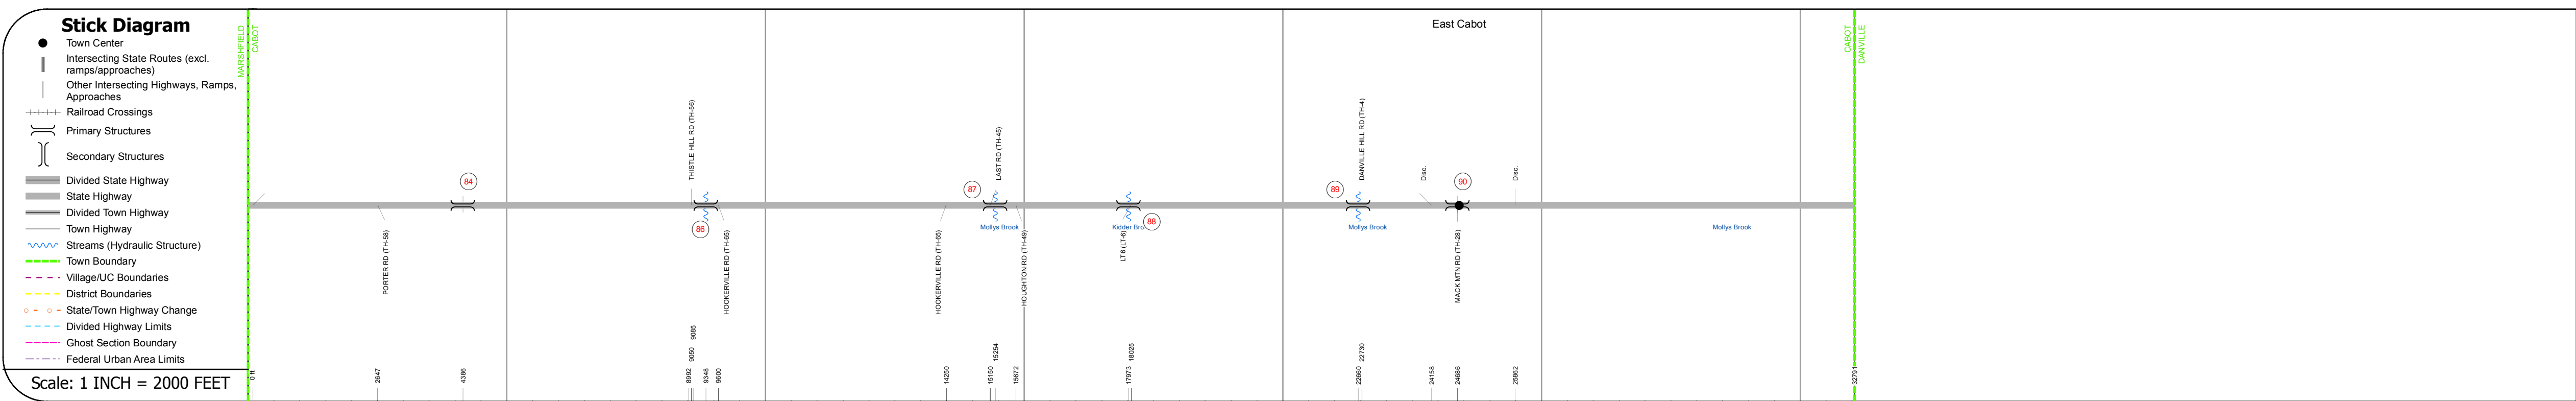 Stick Diagram
Town Center
Intersecting State Routes (excl.
ramps/approaches)
Other Intersecting Highways, Ramps,
Approaches
Railroad Crossings
Primary Structures
Secondary Structures
Divided State Highway
State Highway
Divided Town Highway
Town Highway
Streams (Hydraulic Structure)
Town Boundary
Village/UC Boundaries
District Boundaries
State/Town Highway Change
Divided Highway Limits
Ghost Section Boundary
Federal Urban Area Limits
Scale: 1 INCH = 2000 FEET
MARSHFIELD
CABOT
East Cabot
CABOT
DANVILLE
PORTER RD (TH-58)
84
THISTLE HILL RD (TH-56)
86
HOOKERVILLE RD (TH-65)
HOOKERVILLE RD (TH-65)
87
LAST RD (TH-45)
Mollys Brook
HOUGHTON RD (TH-49)
Kidder Bro
88
LT 6 (LT-6)
89
DANVILLE HILL RD (TH-4)
Mollys Brook
Disc.
90
MACK MTN RD (TH-28)
Disc.
Mollys Brook
0 ft
2647
4386
8992
9050
9085
9348
9600
14250
15150
15254
15672
17973
18025
22660
22730
24158
24686
25862
32791